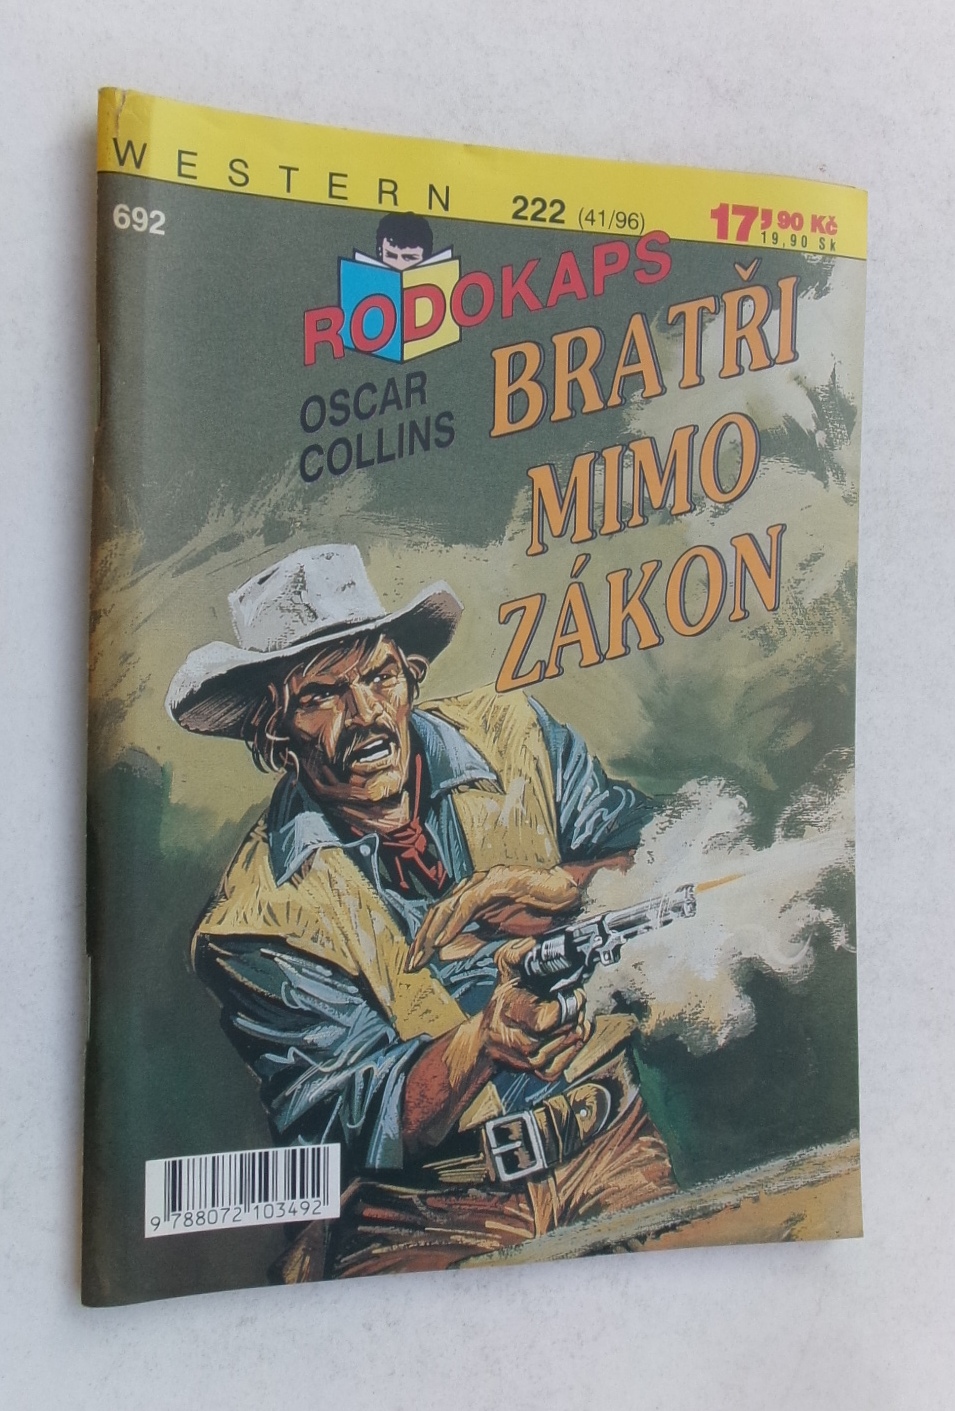 WESTERN 222 (41/96) 17,90 Kč
19,90 Sk
692
RODOKAPS
OSCAR
COLLINS
BRATŘI
MIMO
ZÁKON
9 788072 103492